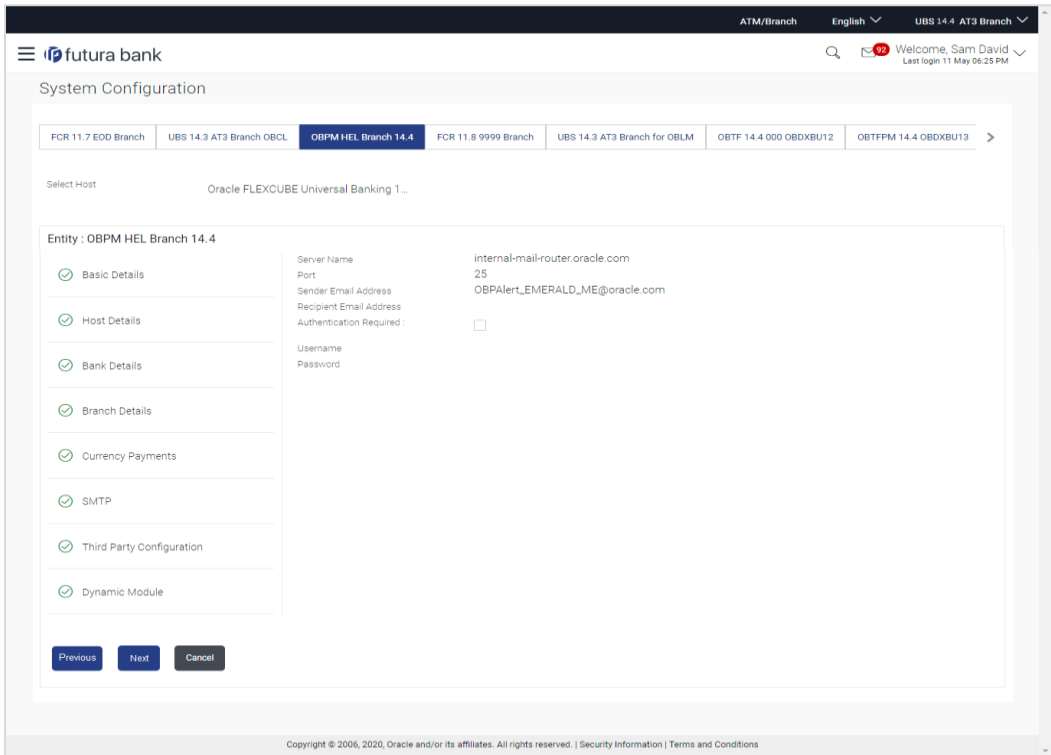 ATM/Branch English UBS 14.4 AT3 Branch
futura bank 92 Welcome, Sam David
Last login 11 May 06:25 PM
System Configuration
FCR 11.7 EOD Branch UBS 14.3 AT3 Branch OBCL OBPM HEL Branch 14.4 FCR 11.8 9999 Branch UBS 14.3 AT3 Branch for OBLM OBTF 14.4 000 OBDXBU12 OBTFPM 14.4 OBDXBU13
Select Host Oracle FLEXCUBE Universal Banking 1...
Entity : OBPM HEL Branch 14.4
Basic Details
Host Details
Bank Details
Branch Details
Currency Payments
SMTP
Third Party Configuration
Dynamic Module
Server Name internal-mail-router.oracle.com
Port 25
Sender Email Address OBPAlert_EMERALD_ME@oracle.com
Recipient Email Address
Authentication Required :
Username
Password
Previous Next Cancel
Copyright © 2006, 2020, Oracle and/or its affiliates. All rights reserved. | Security Information | Terms and Conditions